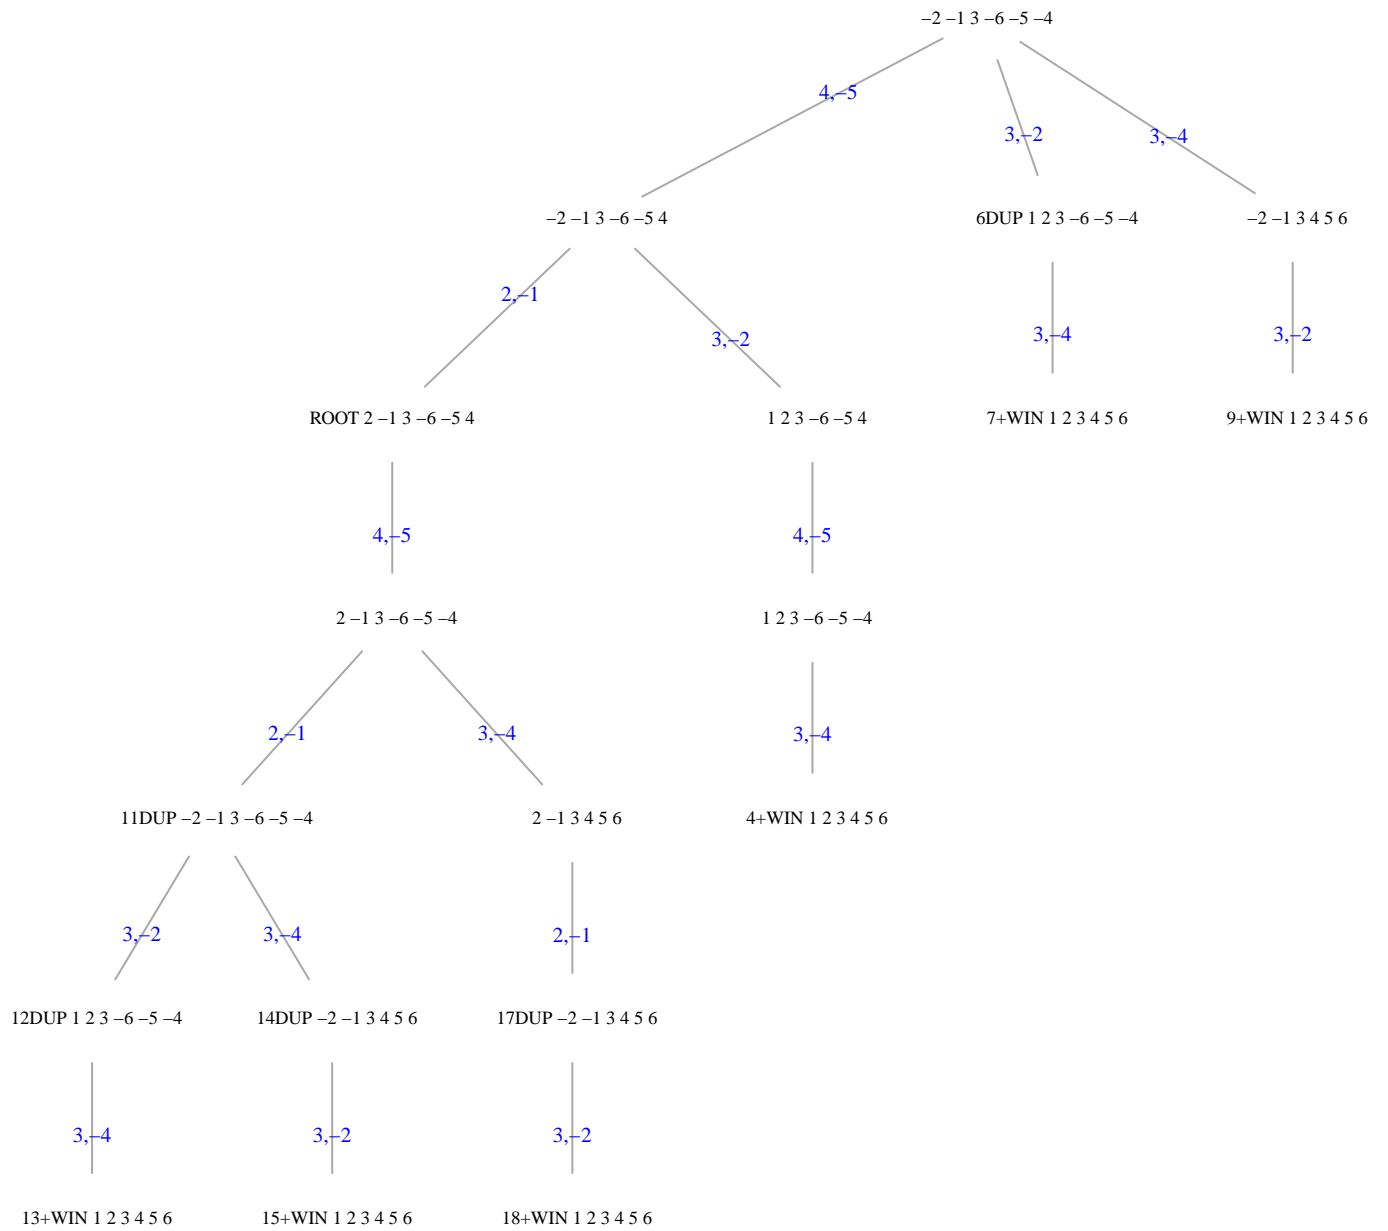 –2 –1 3 –6 –5 –4
4,–5
3,–2
3,–4
–2 –1 3 –6 –5 4
6DUP 1 2 3 –6 –5 –4
–2 –1 3 4 5 6
2,–1
3,–2
3,–4
3,–2
ROOT 2 –1 3 –6 –5 4
1 2 3 –6 –5 4
7+WIN 1 2 3 4 5 6
9+WIN 1 2 3 4 5 6
4,–5
4,–5
2 –1 3 –6 –5 –4
1 2 3 –6 –5 –4
2,–1
3,–4
3,–4
11DUP –2 –1 3 –6 –5 –4
2 –1 3 4 5 6
4+WIN 1 2 3 4 5 6
3,–2
3,–4
2,–1
12DUP 1 2 3 –6 –5 –4
14DUP –2 –1 3 4 5 6
17DUP –2 –1 3 4 5 6
3,–4
3,–2
3,–2
13+WIN 1 2 3 4 5 6
15+WIN 1 2 3 4 5 6
18+WIN 1 2 3 4 5 6